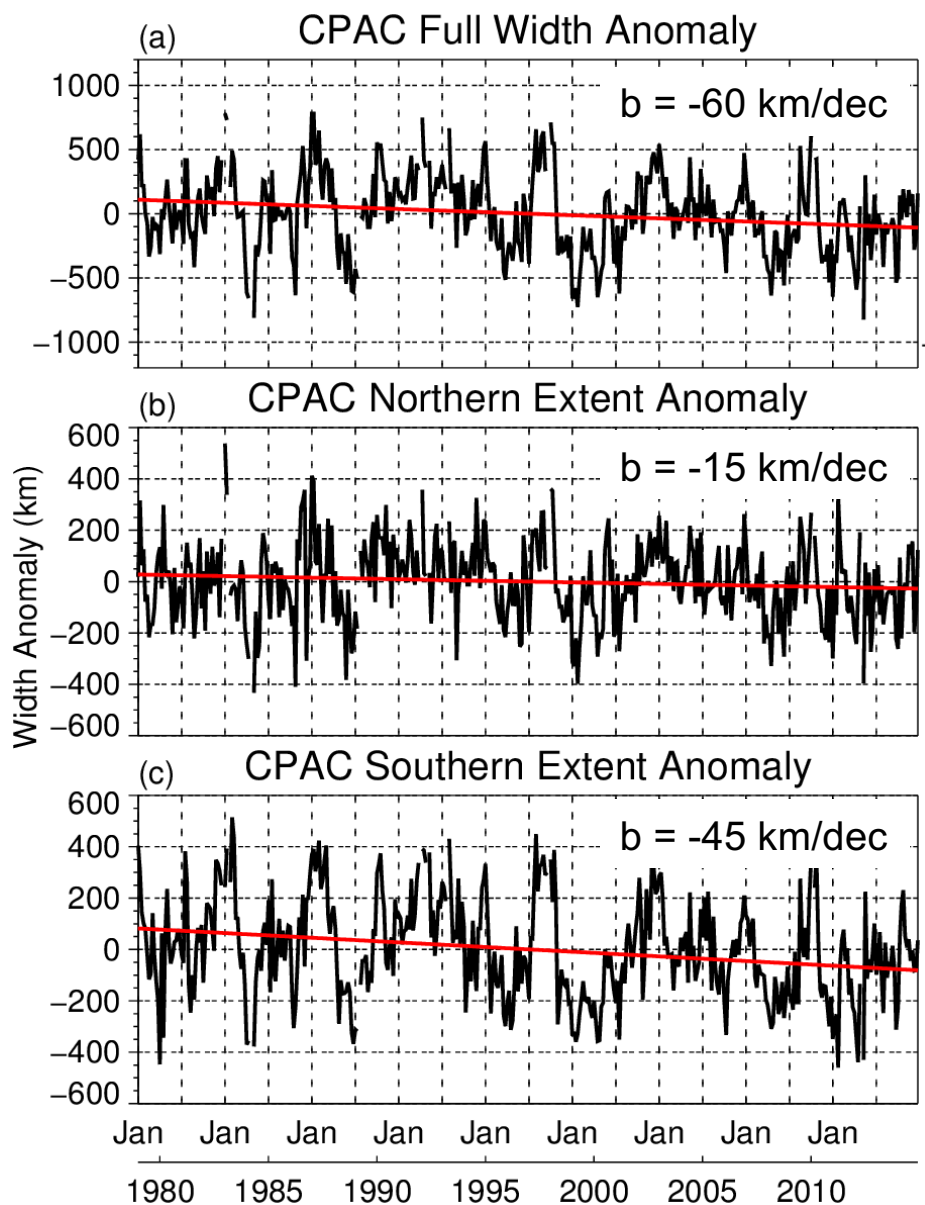 (a) CPAC Full Width Anomaly
1000
b = -60 km/dec
500
0
−500
−1000
(b) CPAC Northern Extent Anomaly
600
b = -15 km/dec
400
200
0
−200
−400
−600
Width Anomaly (km)
(c) CPAC Southern Extent Anomaly
600
b = -45 km/dec
400
200
0
−200
−400
−600
Jan Jan Jan Jan Jan Jan Jan Jan Jan
1980 1985 1990 1995 2000 2005 2010